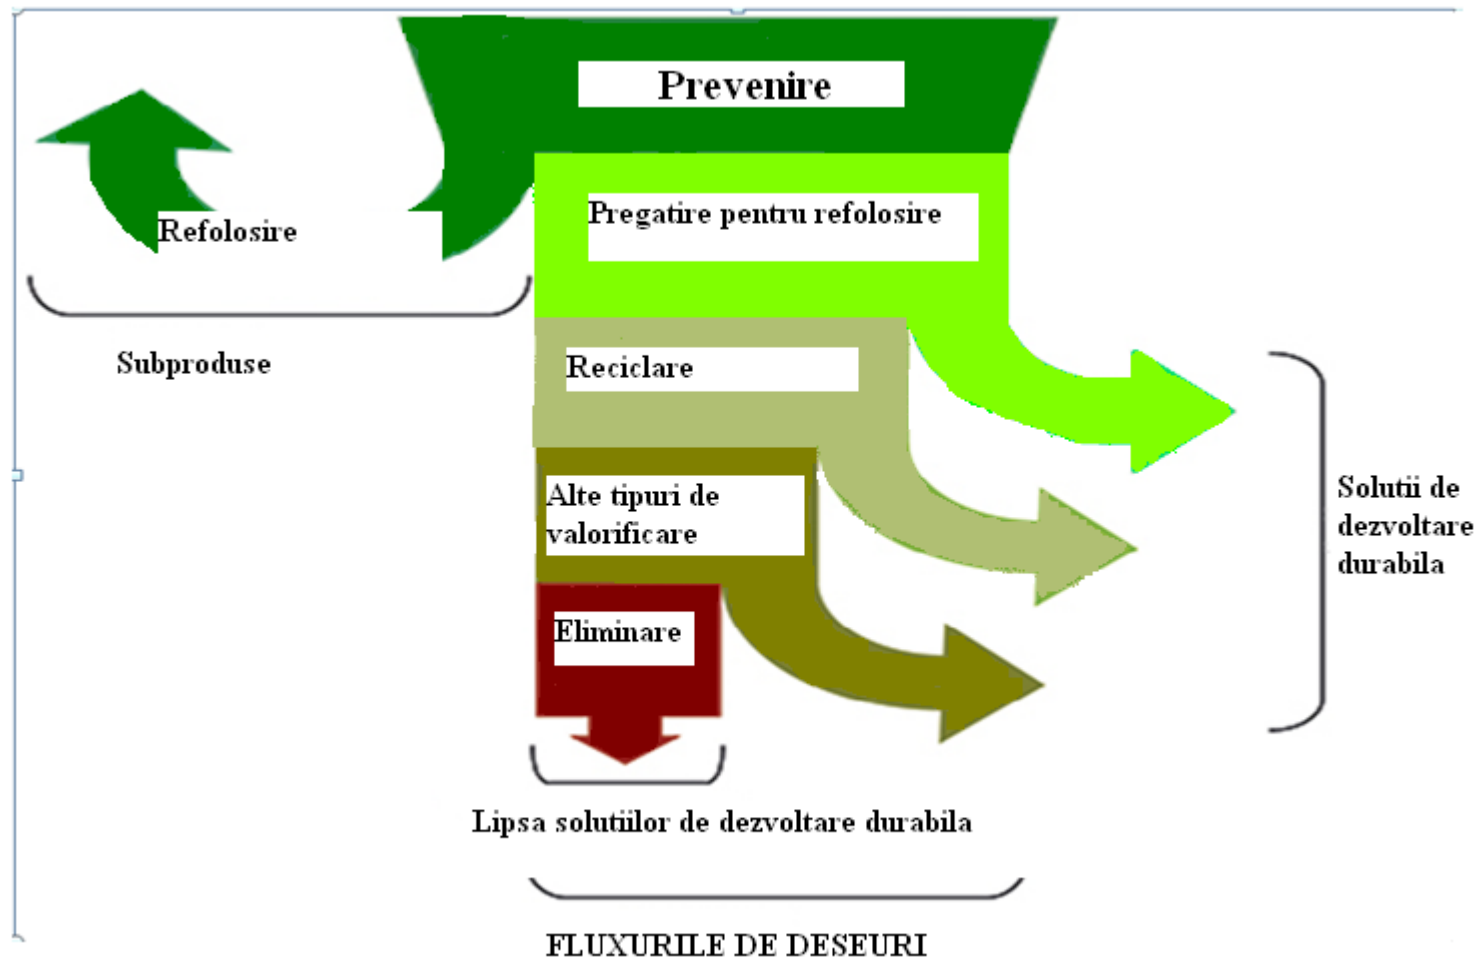 Prevenire
Pregatire pentru refolosire
Refolosire
Subproduse
Reciclare
Alte tipuri de
valorificare
Solutii de
dezvoltare
durabila
Eliminare
Lipsa solutiilor de dezvoltare durabila
FLUXURILE DE DESEURI